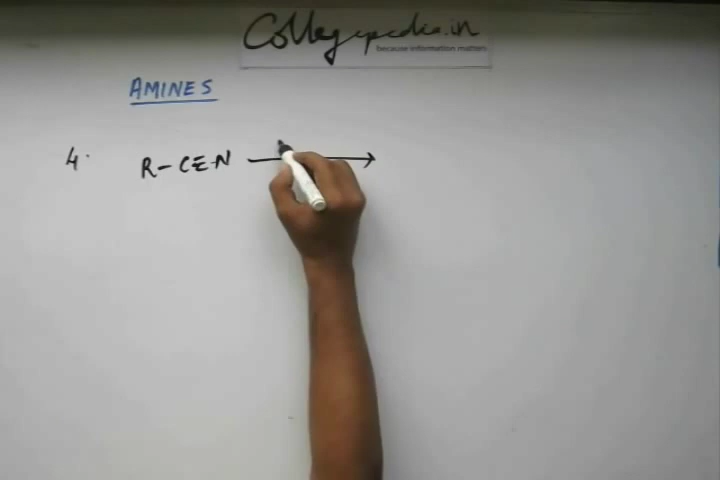 Collegepedia.in
because information matters
AMINES
4. R-C≡N